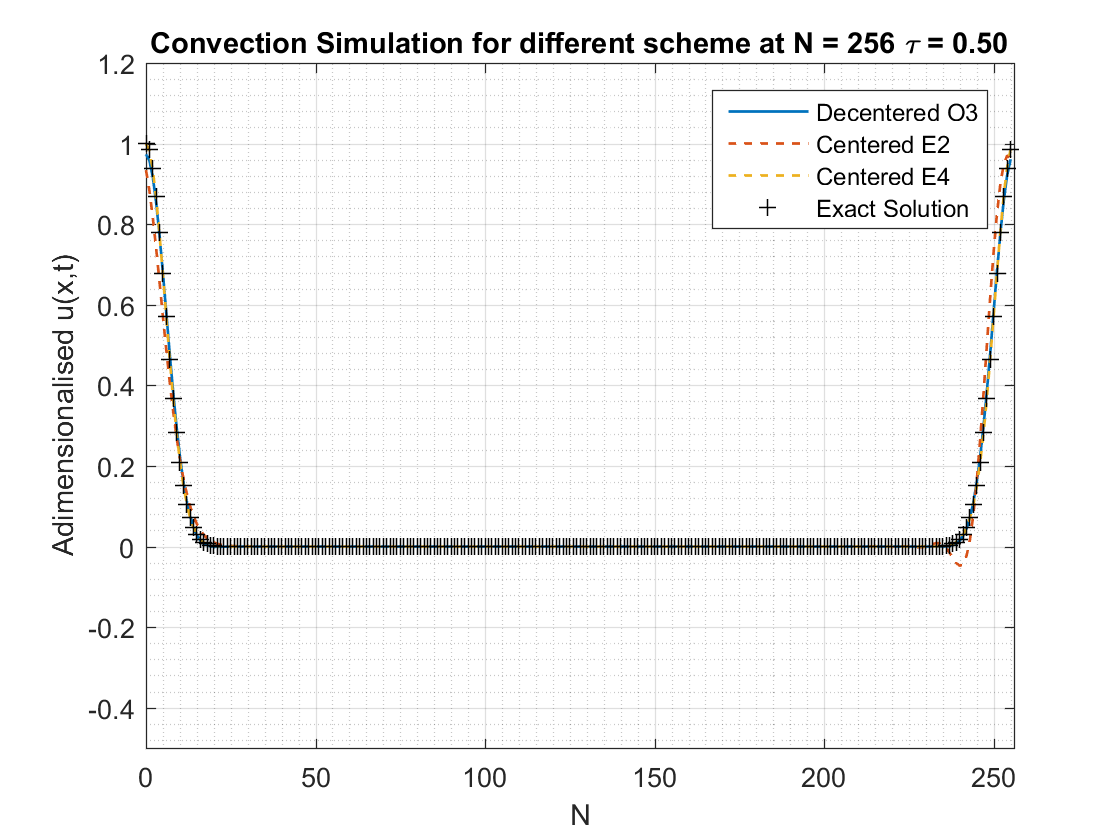 Convection Simulation for different scheme at N = 256 τ = 0.50
1.2
1
0.8
0.6
0.4
0.2
0
-0.2
-0.4
Adimensionalised u(x,t)
Decentered O3
Centered E2
Centered E4
Exact Solution
0 50 100 150 200 250
N